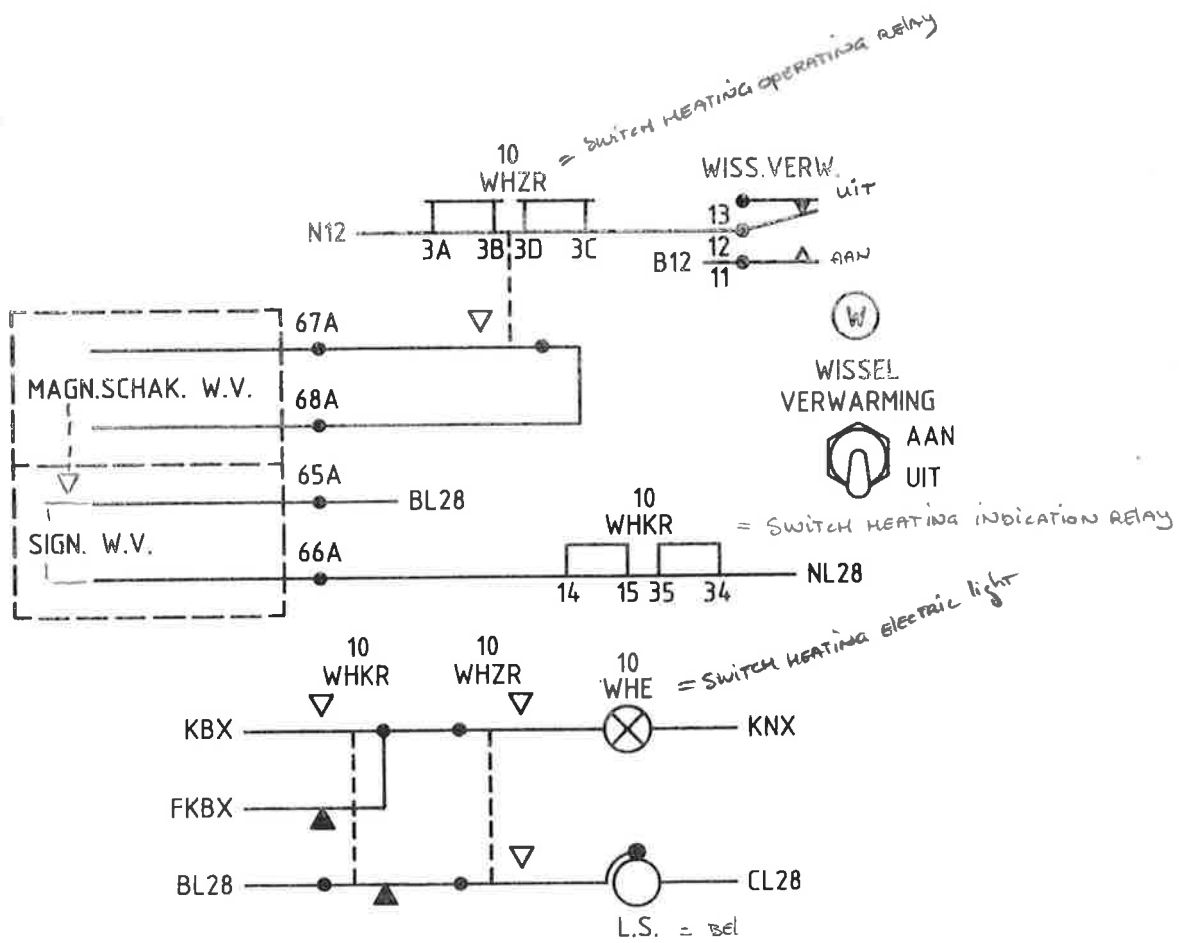 = SWITCH HEATING OPERATING RELAY
10
WHZR
WISS.VERW.
UIT
13
N12
3A 3B 3D 3C
12
B12
AAN
11
67A
W
MAGN.SCHAK. W.V.
WISSEL
VERWARMING
68A
AAN
UIT
65A
BL28
10
WHKR
= SWITCH HEATING INDICATION RELAY
SIGN. W.V.
66A
14 15 35 34
NL28
10
WHKR
10
WHZR
10
WHE
= SWITCH HEATING ELECTRIC light
KBX
KNX
FKBX
BL28
CL28
L.S. = BEL